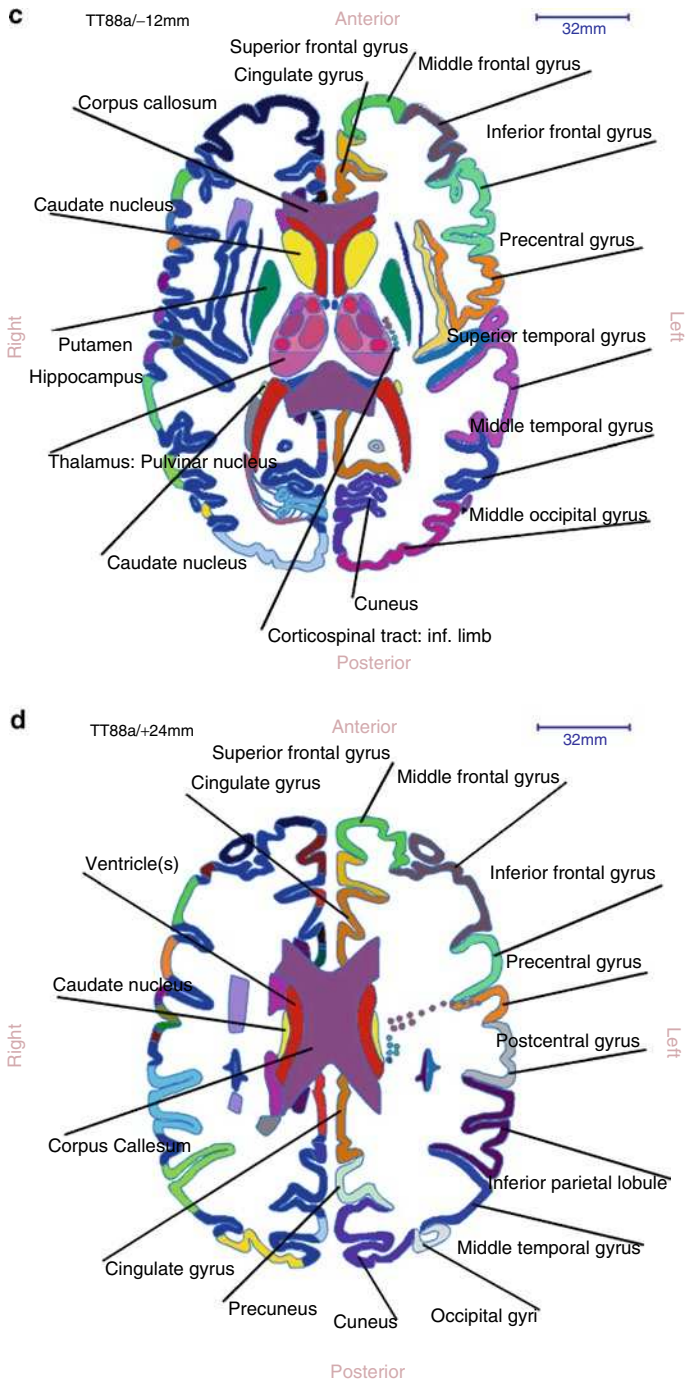 c
TT88a/–12mm
Anterior
32mm
Superior frontal gyrus
Middle frontal gyrus
Cingulate gyrus
Corpus callosum
Inferior frontal gyrus
Caudate nucleus
Precentral gyrus
Right
Left
Putamen
Superior temporal gyrus
Hippocampus
Middle temporal gyrus
Thalamus: Pulvinar nucleus
Middle occipital gyrus
Caudate nucleus
Cuneus
Corticospinal tract: inf. limb
Posterior
d
TT88a/+24mm
Anterior
32mm
Superior frontal gyrus
Cingulate gyrus
Middle frontal gyrus
Ventricle(s)
Inferior frontal gyrus
Precentral gyrus
Caudate nucleus
Right
Left
Postcentral gyrus
Corpus Callesum
Inferior parietal lobule
Middle temporal gyrus
Cingulate gyrus
Precuneus
Cuneus
Occipital gyri
Posterior